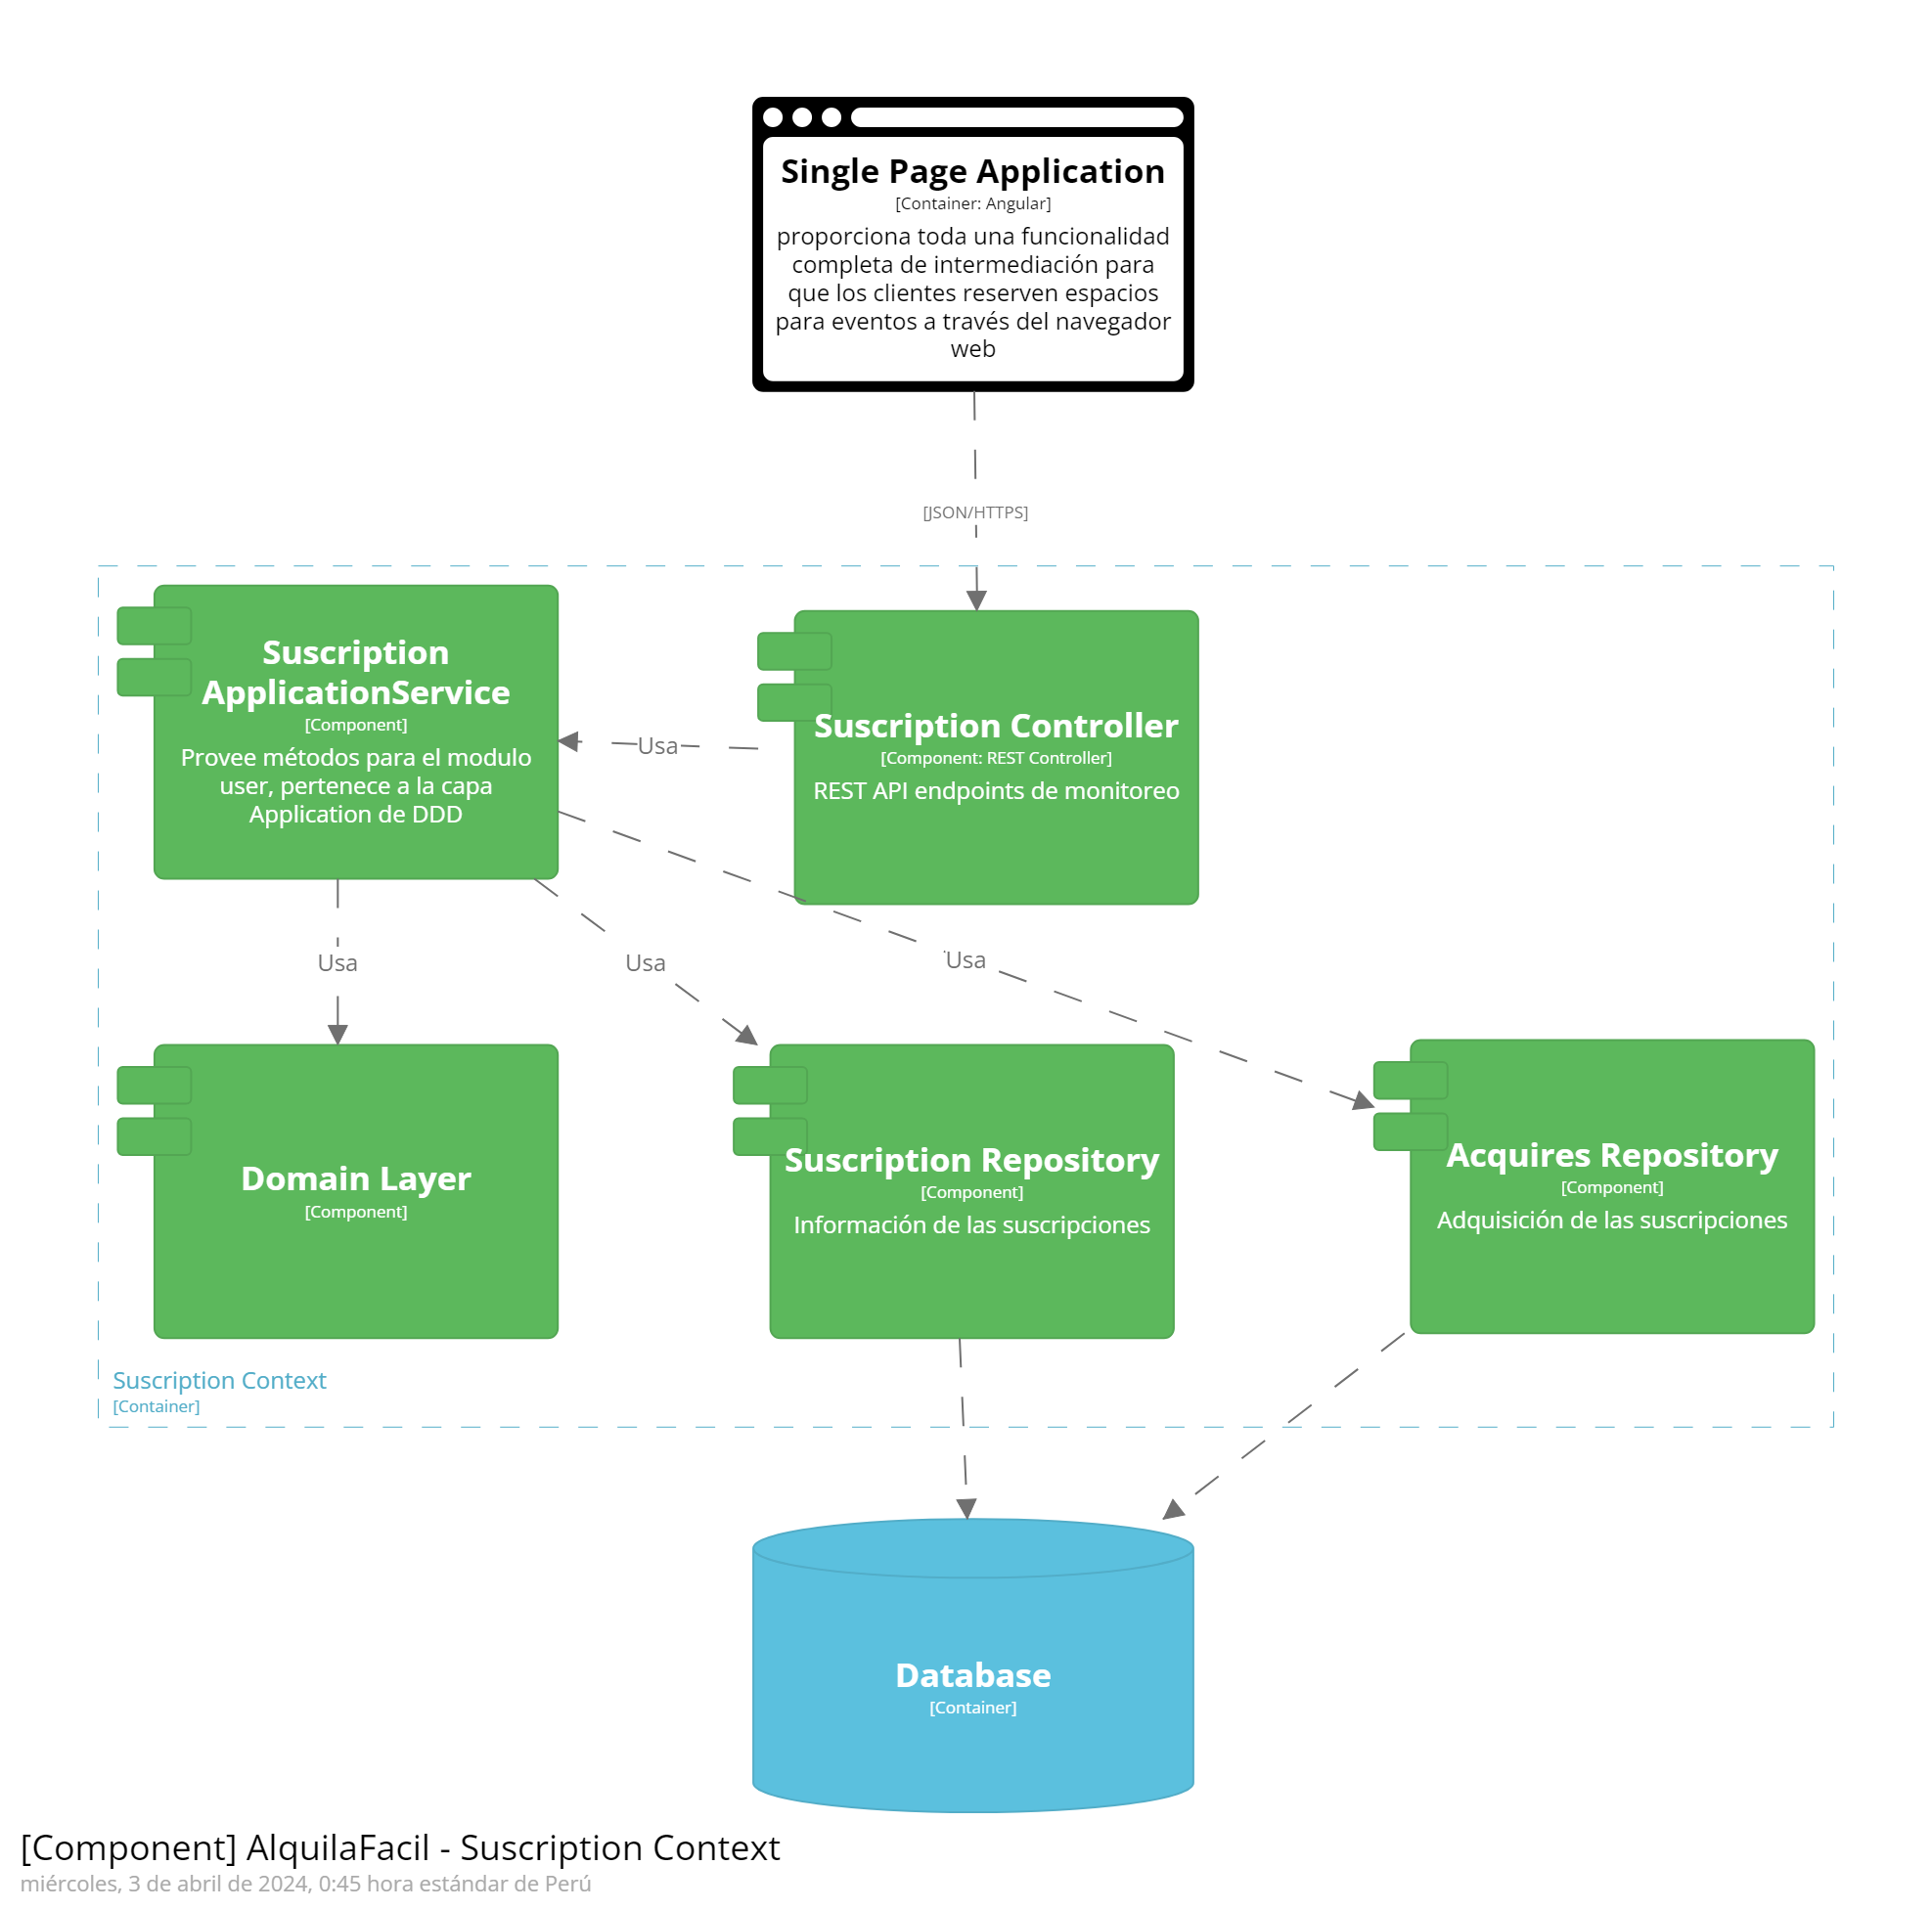 Single Page Application
[Container: Angular]
proporciona toda una funcionalidad
completa de intermediación para
que los clientes reserven espacios
para eventos a través del navegador
web
[JSON/HTTPS]
Suscription
ApplicationService
[Component]
Provee métodos para el modulo
user, pertenece a la capa
Application de DDD
Usa
Suscription Controller
[Component: REST Controller]
REST API endpoints de monitoreo
Usa
Usa
Usa
Domain Layer
[Component]
Suscription Repository
[Component]
Información de las suscripciones
Acquires Repository
[Component]
Adquisición de las suscripciones
Suscription Context
[Container]
Database
[Container]
[Component] AlquilaFacil - Suscription Context
miércoles, 3 de abril de 2024, 0:45 hora estándar de Perú